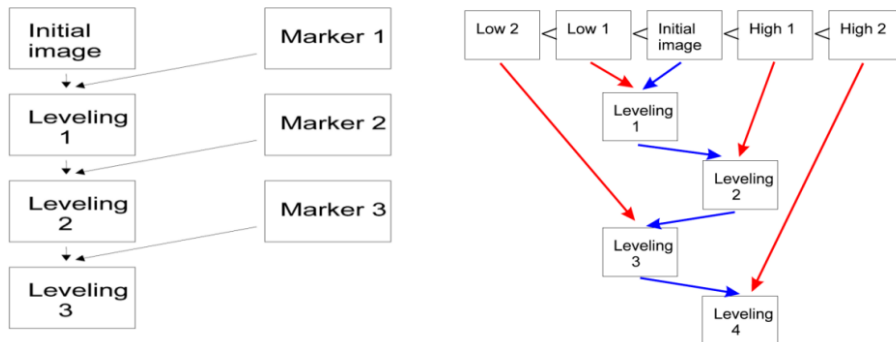 Initial
image
Marker 1
Leveling
1
Marker 2
Leveling
2
Marker 3
Leveling
3
Low 2
<
Low 1
<
Initial
image
<
High 1
<
High 2
Leveling
1
Leveling
2
Leveling
3
Leveling
4